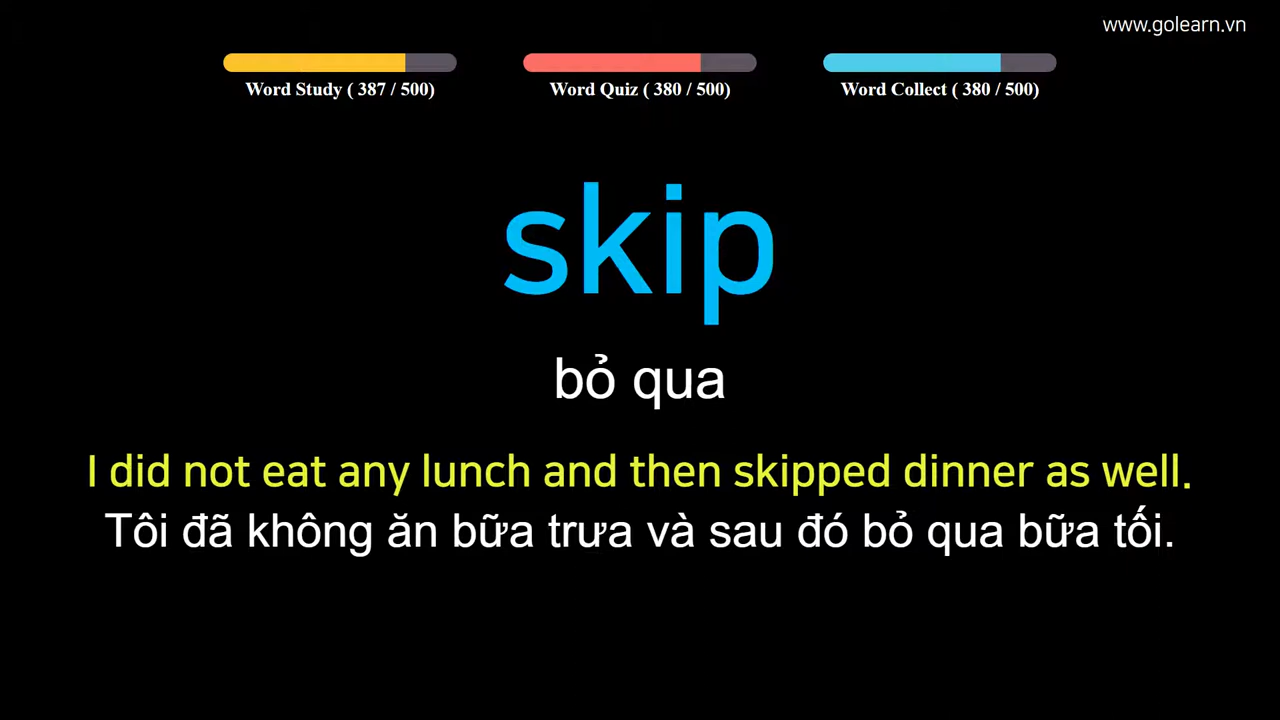 www.golearn.vn
Word Study ( 387 / 500)
Word Quiz ( 380 / 500)
Word Collect ( 380 / 500)
skip
bỏ qua
I did not eat any lunch and then skipped dinner as well.
Tôi đã không ăn bữa trưa và sau đó bỏ qua bữa tối.